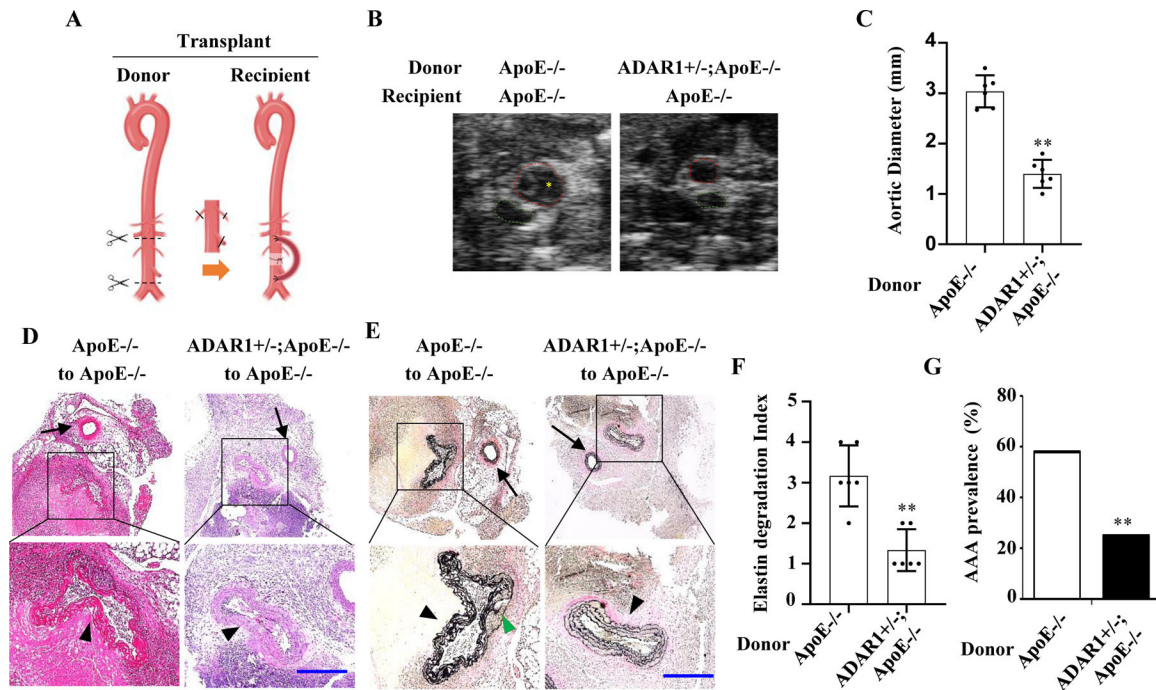 A
Transplant
Donor
Recipient
B
Donor
ApoE-/-
ADAR1+/-;ApoE-/-
Recipient
ApoE-/-
ApoE-/-
*
C
Aortic Diameter (mm)
4
3
2
1
0
**
Donor
ApoE-/-
ADAR1+/-;
ApoE-/-
D
ApoE-/-
to ApoE-/-
ADAR1+/-;ApoE-/-
to ApoE-/-
E
ApoE-/-
to ApoE-/-
ADAR1+/-;ApoE-/-
to ApoE-/-
F
Elastin degradation Index
5
4
3
2
1
0
**
Donor
ApoE-/-
ADAR1+/-;
ApoE-/-
G
AAA prevalence (%)
80
60
40
20
0
**
Donor
ApoE-/-
ADAR1+/-;
ApoE-/-